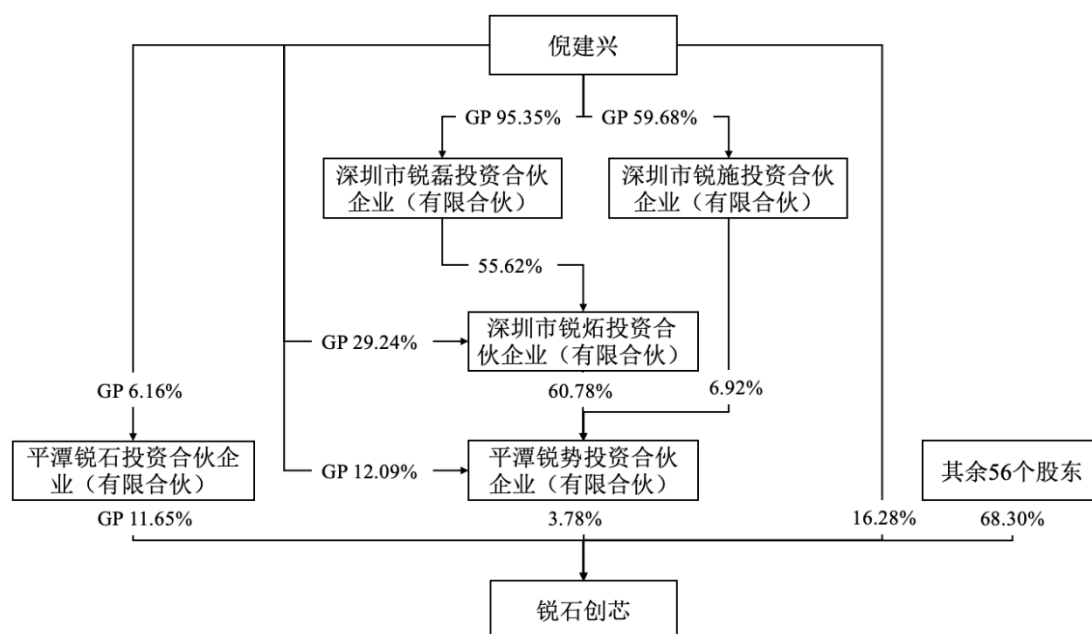 倪建兴
GP 95.35%
GP 59.68%
深圳市锐磊投资合伙
企业（有限合伙）
深圳市锐施投资合伙
企业（有限合伙）
55.62%
GP 29.24%
深圳市锐炻投资合
伙企业（有限合伙）
GP 6.16%
60.78%
6.92%
平潭锐石投资合伙企
业（有限合伙）
GP 12.09%
平潭锐势投资合伙
企业（有限合伙）
其余56个股东
GP 11.65%
3.78%
16.28%
68.30%
锐石创芯